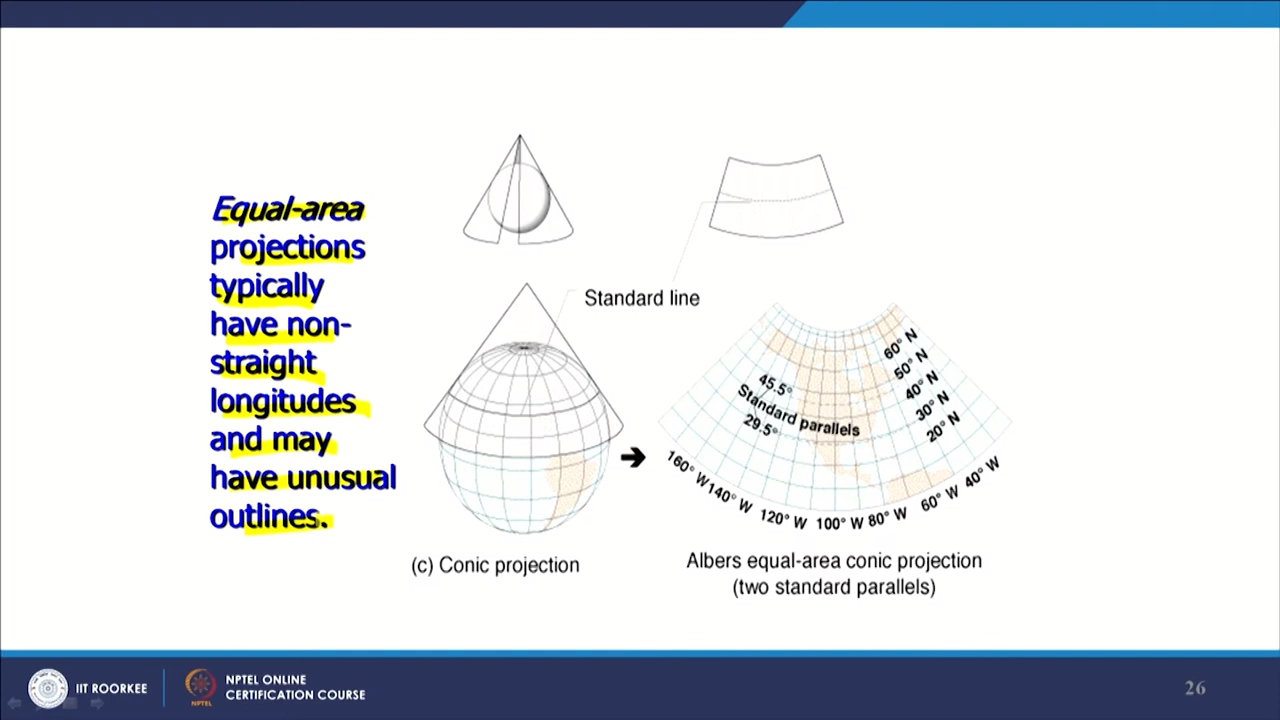 Equal-area
projections
typically
have non-
straight
longitudes
and may
have unusual
outlines.
Standard line
(c) Conic projection
60° N
50° N
40° N
30° N
20° N
45.5°
Standard parallels
29.5°
160° W
140° W
120° W
100° W
80° W
60° W
40° W
Albers equal-area conic projection
(two standard parallels)
IIT ROORKEE
NPTEL
NPTEL ONLINE
CERTIFICATION COURSE
26